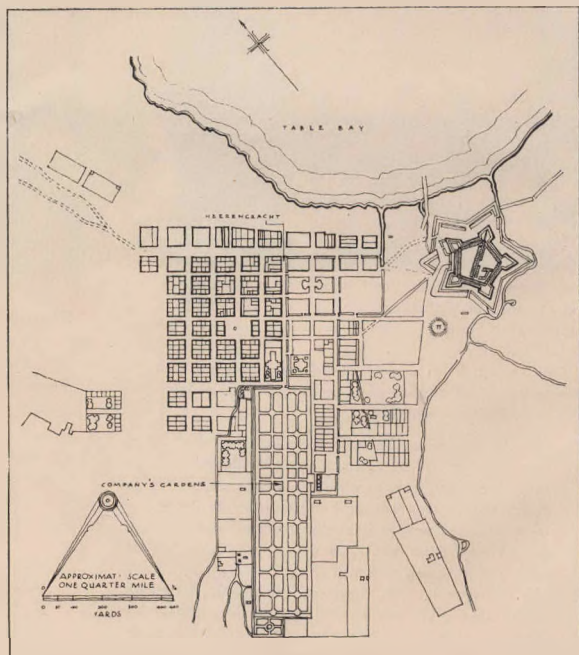 TABLE BAY
HEERENGRACHT
COMPANY'S GARDENS
APPROXIMATE SCALE
ONE QUARTER MILE
YARDS